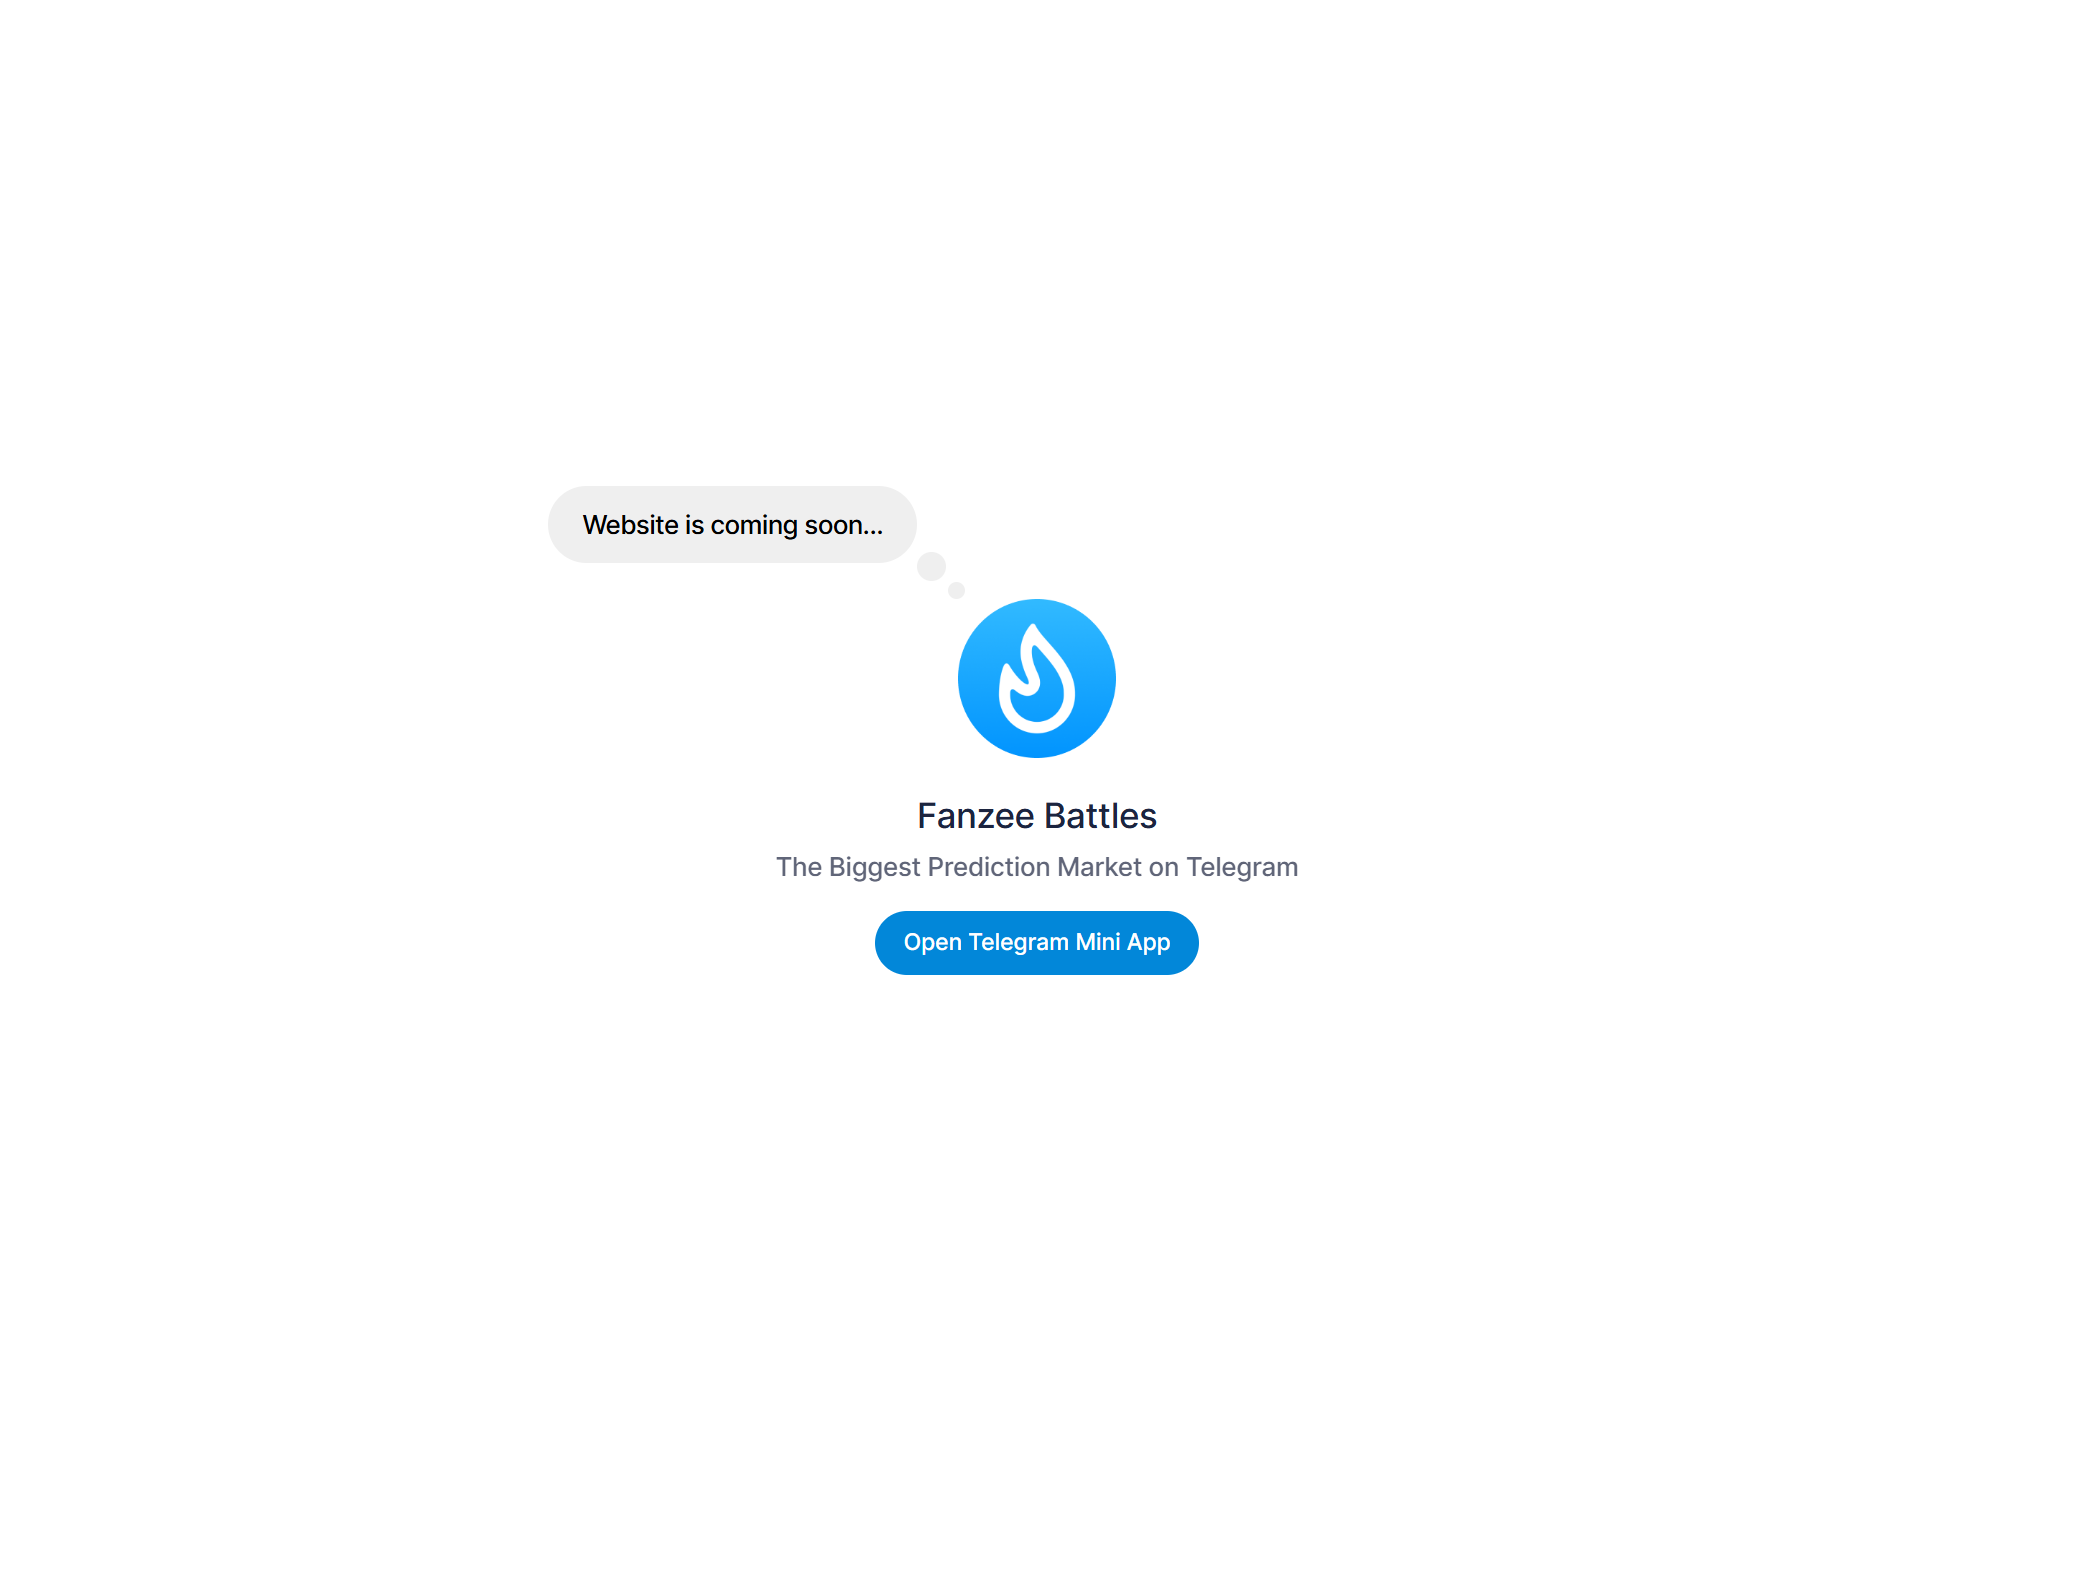 Website is coming soon...
Fanzee Battles
The Biggest Prediction Market on Telegram
Open Telegram Mini App